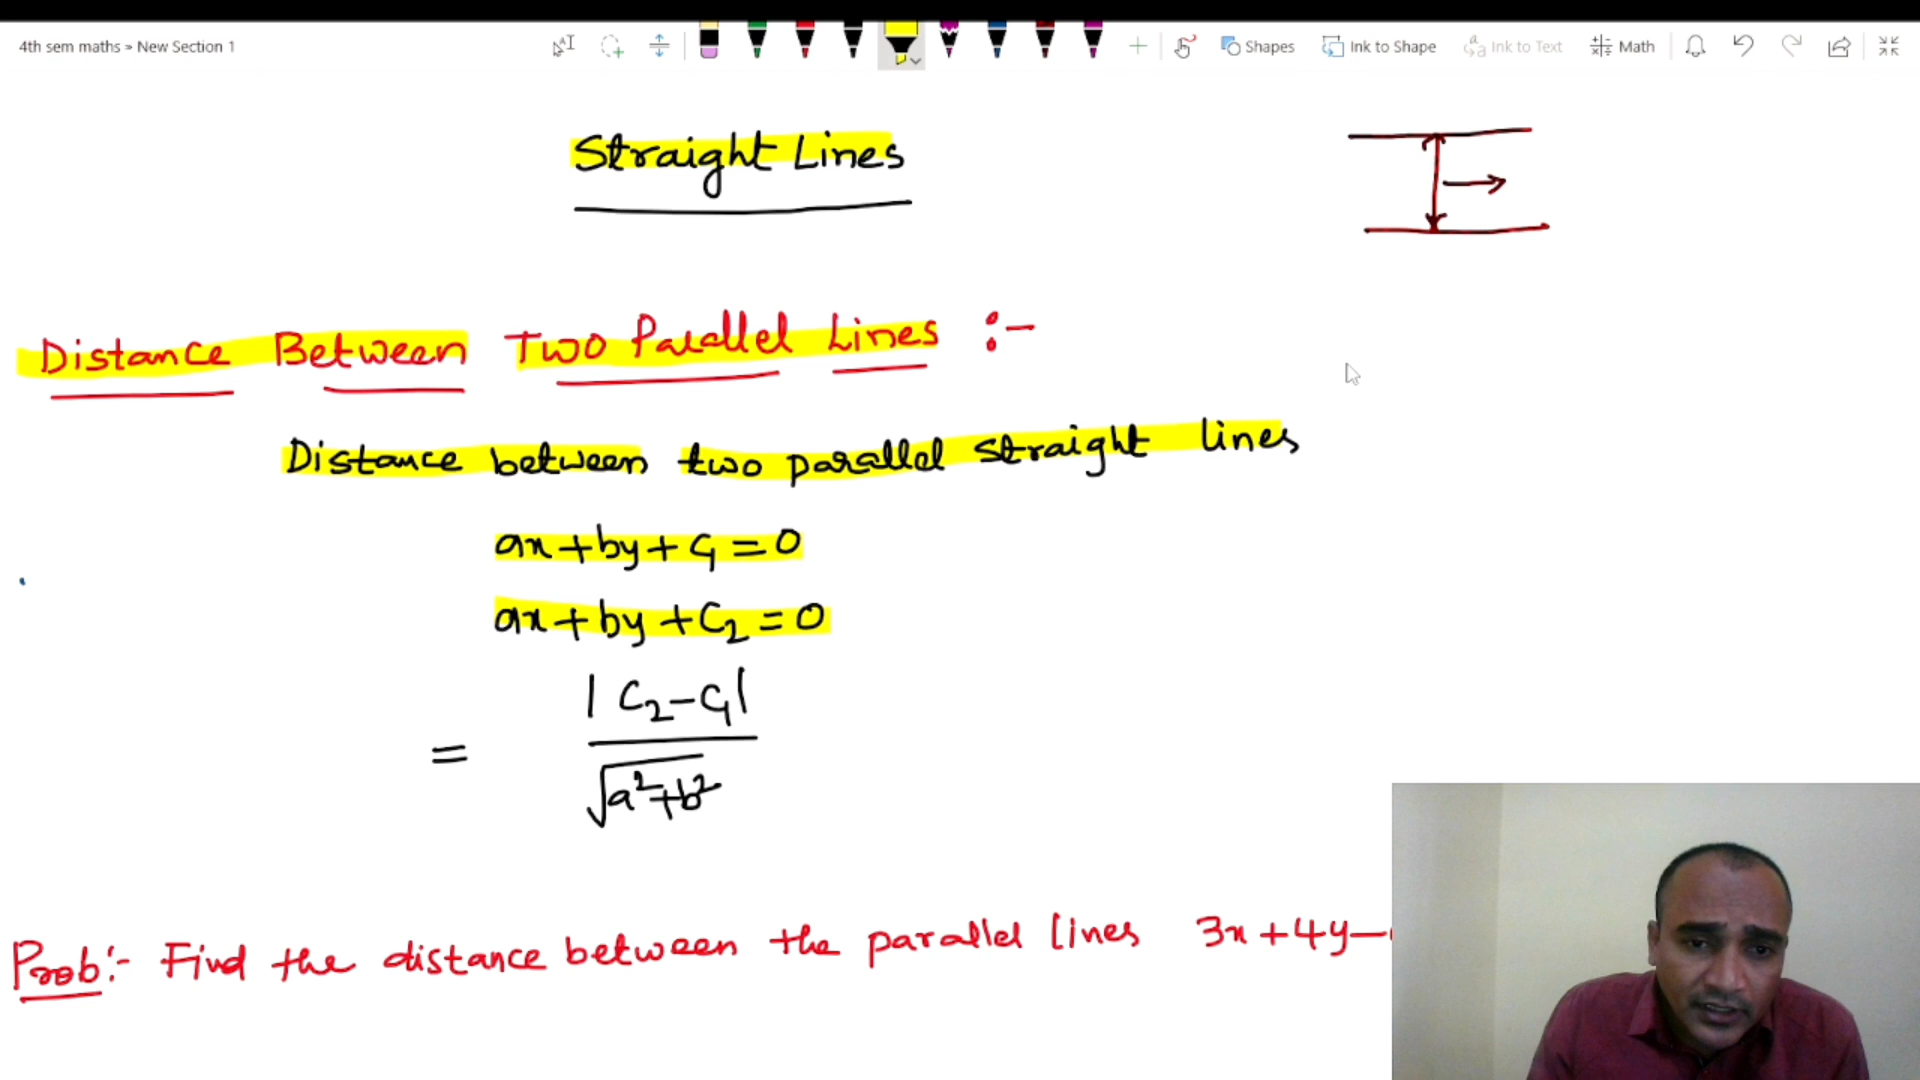 4th sem maths » New Section 1
Shapes
Ink to Shape
Ink to Text
Math
Straight Lines
Distance Between Two Parallel Lines :-
Distance between two parallel straight lines
ax+by+C₁=0
ax+by+C₂=0
= |C₂-C₁|
√a²+b²
Prob:- Find the distance between the parallel lines 3x+4y-